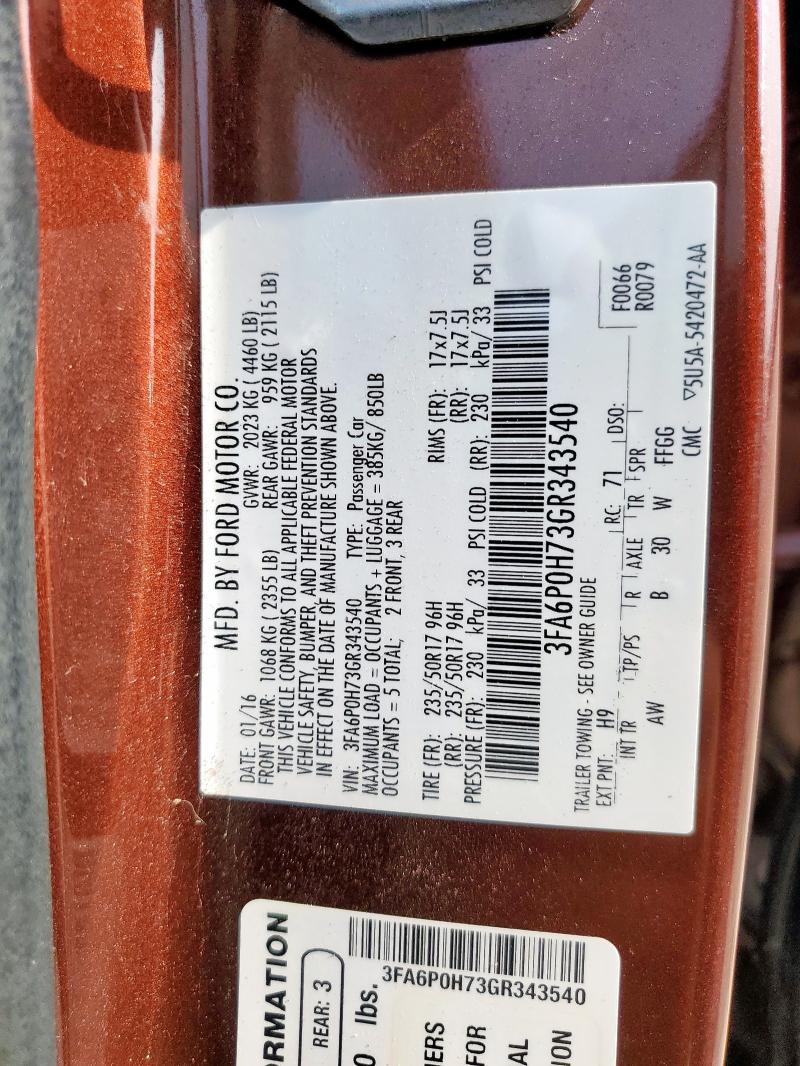 MFD. BY FORD MOTOR CO.
DATE: 01/16 GVWR: 2023 KG ( 4460 LB)
FRONT GAWR: 1068 KG ( 2355 LB) REAR GAWR: 959 KG ( 2115 LB)
THIS VEHICLE CONFORMS TO ALL APPLICABLE FEDERAL MOTOR
VEHICLE SAFETY, BUMPER, AND THEFT PREVENTION STANDARDS
IN EFFECT ON THE DATE OF MANUFACTURE SHOWN ABOVE.
VIN: 3FA6P0H73GR343540 TYPE: Passenger Car
MAXIMUM LOAD = OCCUPANTS + LUGGAGE = 385KG/ 850LB
OCCUPANTS = 5 TOTAL; 2 FRONT, 3 REAR
TIRE (FR): 235/50R17 96H RIMS (FR): 17x7.5J
(RR): 235/50R17 96H (RR): 17x7.5J
PRESSURE (FR): 230 kPa/ 33 PSI COLD (RR): 230 kPa/ 33 PSI COLD
3FA6P0H73GR343540
TRAILER TOWING - SEE OWNER GUIDE
EXT PNT: H9 RC: 71 DSO: F0066
R0079
INT TR TP/PS R AXLE TR SPR
AW B 30 W FFGG
CMC ▽5U5A-5420472-AA
ORMATION
REAR: 3
0 lbs.
3FA6P0H73GR343540
NERS
FOR
AL
ION